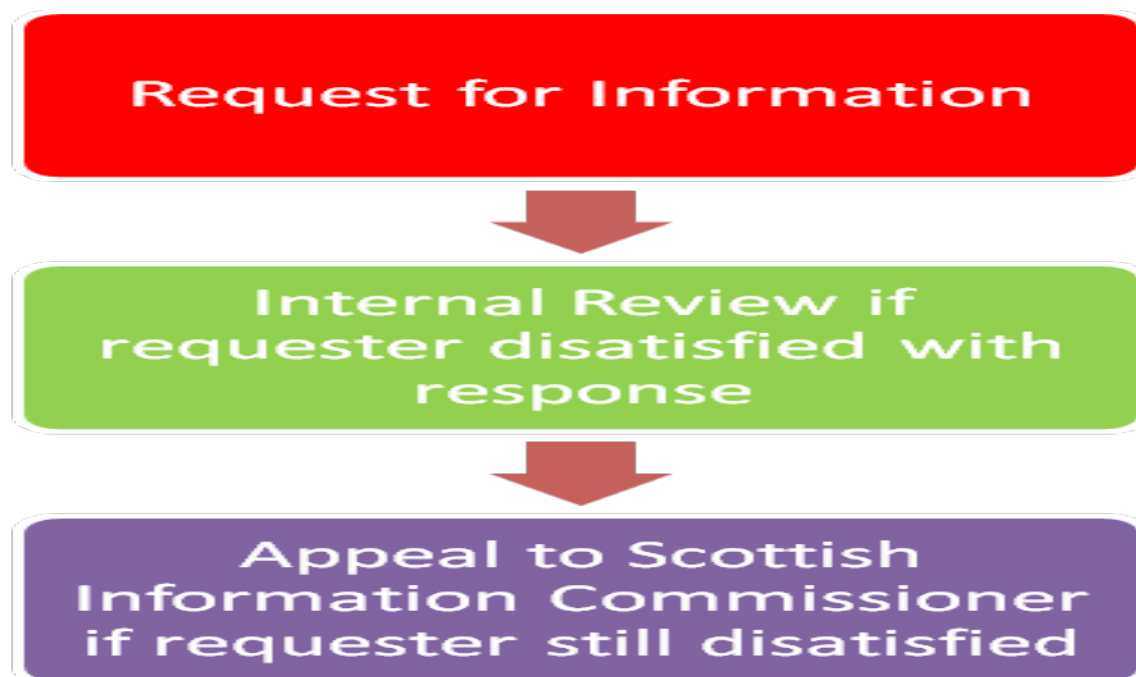 Request for Information
Internal Review if
requester disatisfied with
response
Appeal to Scottish
Information Commissioner
if requester still disatisfied